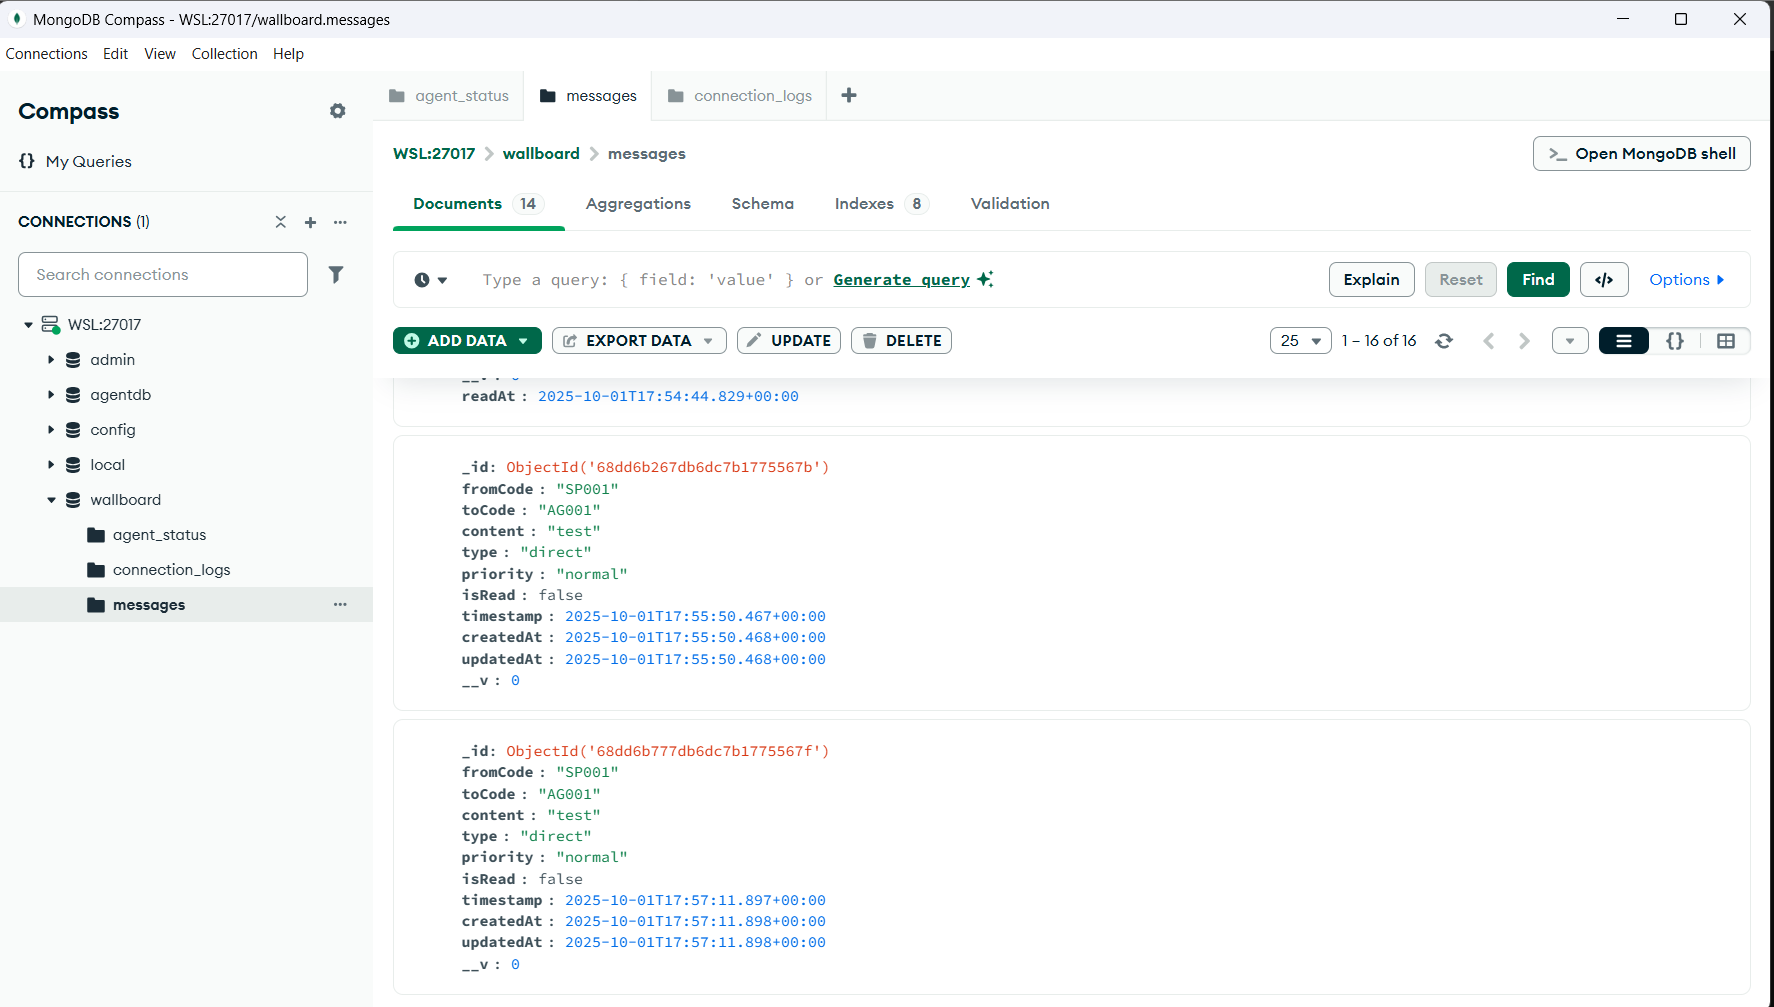 MongoDB Compass - WSL:27017/wallboard.messages
Connections Edit View Collection Help
Compass
My Queries
CONNECTIONS (1)
Search connections
WSL:27017
admin
agentdb
config
local
wallboard
agent_status
connection_logs
messages
agent_status messages connection_logs
WSL:27017 > wallboard > messages
>_ Open MongoDB shell
Documents 14 Aggregations Schema Indexes 8 Validation
Type a query: { field: 'value' } or Generate query
Explain Reset Find </> Options
ADD DATA EXPORT DATA UPDATE DELETE
25 1 – 16 of 16 {}
readAt : 2025-10-01T17:54:44.829+00:00
_id: ObjectId('68dd6b267db6dc7b1775567b')
fromCode : "SP001"
toCode : "AG001"
content : "test"
type : "direct"
priority : "normal"
isRead : false
timestamp : 2025-10-01T17:55:50.467+00:00
createdAt : 2025-10-01T17:55:50.468+00:00
updatedAt : 2025-10-01T17:55:50.468+00:00
__v : 0
_id: ObjectId('68dd6b777db6dc7b1775567f')
fromCode : "SP001"
toCode : "AG001"
content : "test"
type : "direct"
priority : "normal"
isRead : false
timestamp : 2025-10-01T17:57:11.897+00:00
createdAt : 2025-10-01T17:57:11.898+00:00
updatedAt : 2025-10-01T17:57:11.898+00:00
__v : 0